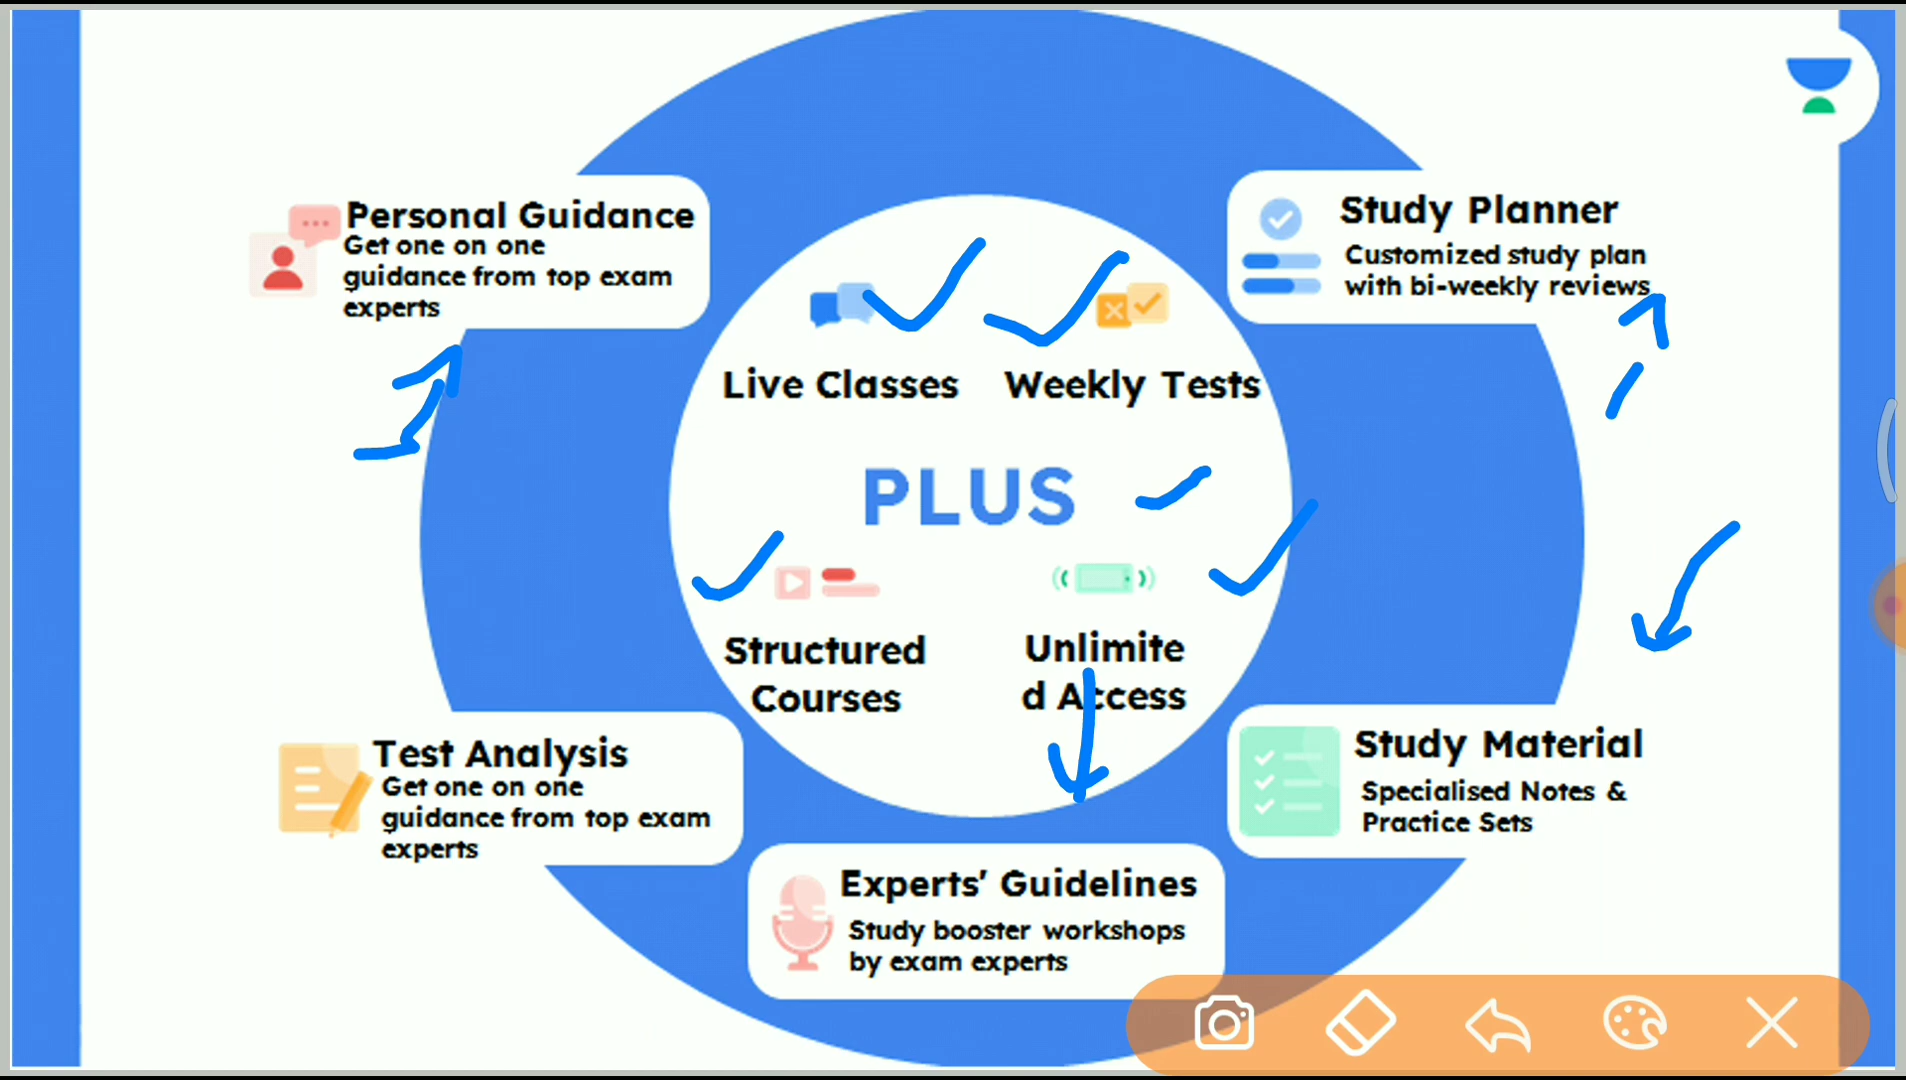 Personal Guidance
Get one on one
guidance from top exam
experts
Study Planner
Customized study plan
with bi-weekly reviews
Live Classes
Weekly Tests
PLUS
Structured
Courses
Unlimite
d Access
Test Analysis
Get one on one
guidance from top exam
experts
Study Material
Specialised Notes &
Practice Sets
Experts' Guidelines
Study booster workshops
by exam experts